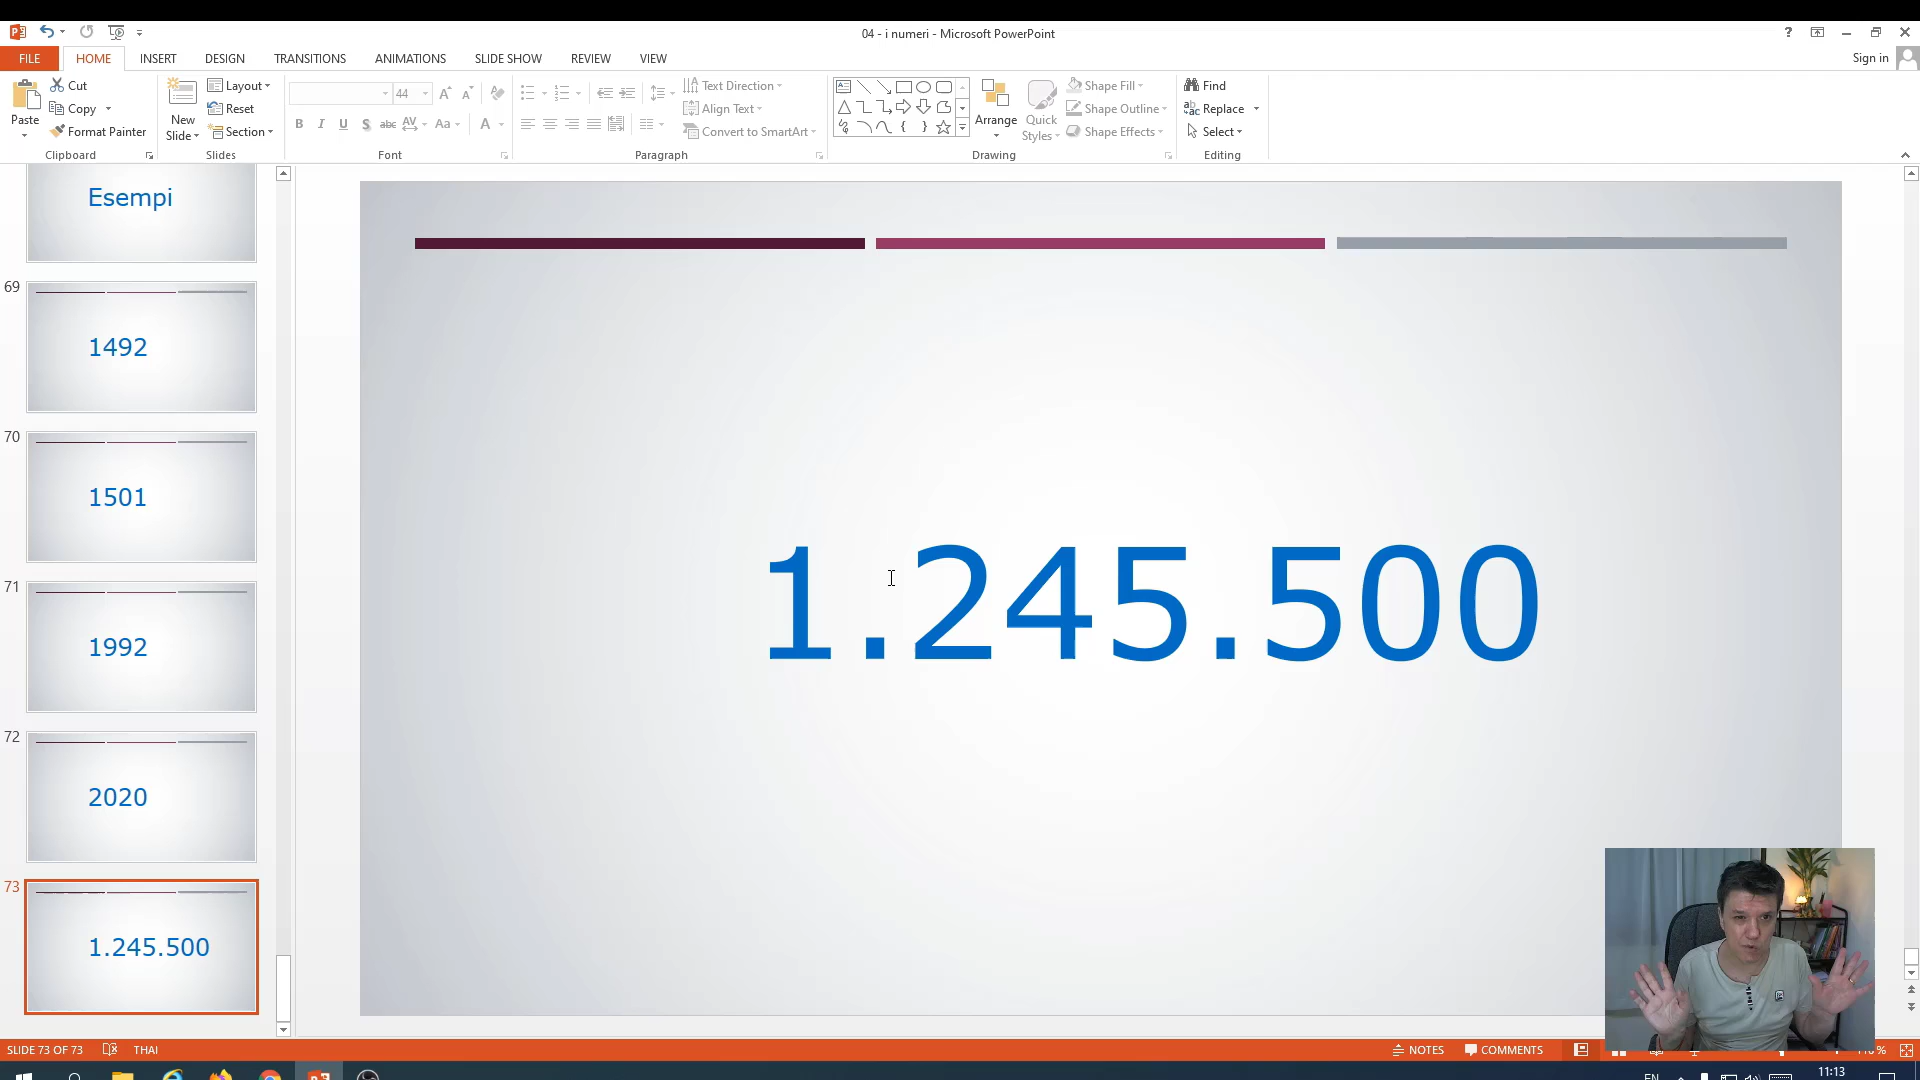 04 - i numeri - Microsoft PowerPoint
FILE HOME INSERT DESIGN TRANSITIONS ANIMATIONS SLIDE SHOW REVIEW VIEW
Sign in
Cut
Copy
Format Painter
Paste
Clipboard
New
Slide
Layout
Reset
Section
Slides
44
Font
Text Direction
Align Text
Convert to SmartArt
Paragraph
Arrange
Quick
Styles
Shape Fill
Shape Outline
Shape Effects
Drawing
Find
Replace
Select
Editing
Esempi
69
1492
70
1501
71
1992
72
2020
73
1.245.500
1.245.500
SLIDE 73 OF 73 THAI
NOTES COMMENTS
11:13